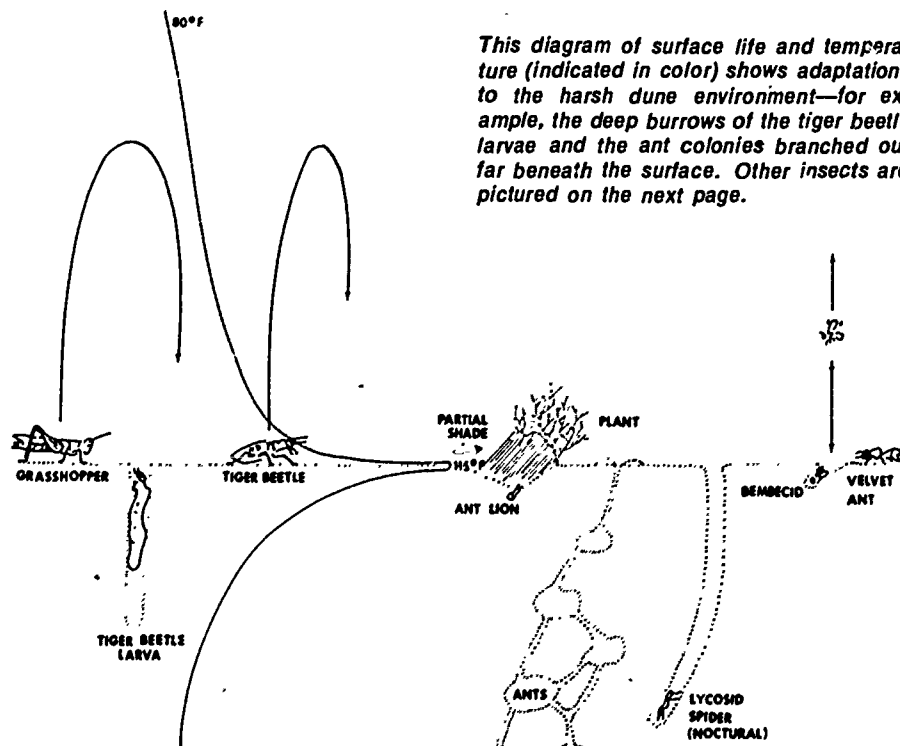 80°F
This diagram of surface life and tempera-
ture (indicated in color) shows adaptation
to the harsh dune environment—for ex
ample, the deep burrows of the tiger beetl
larvae and the ant colonies branched ou
far beneath the surface. Other insects are
pictured on the next page.
PARTIAL
SHADE
PLANT
GRASSHOPPER
TIGER BEETLE
ANT LION
BEMBECID
VELVET
ANT
TIGER BEETLE
LARVA
ANTS
LYCOSID
SPIDER
(NOCTURAL)